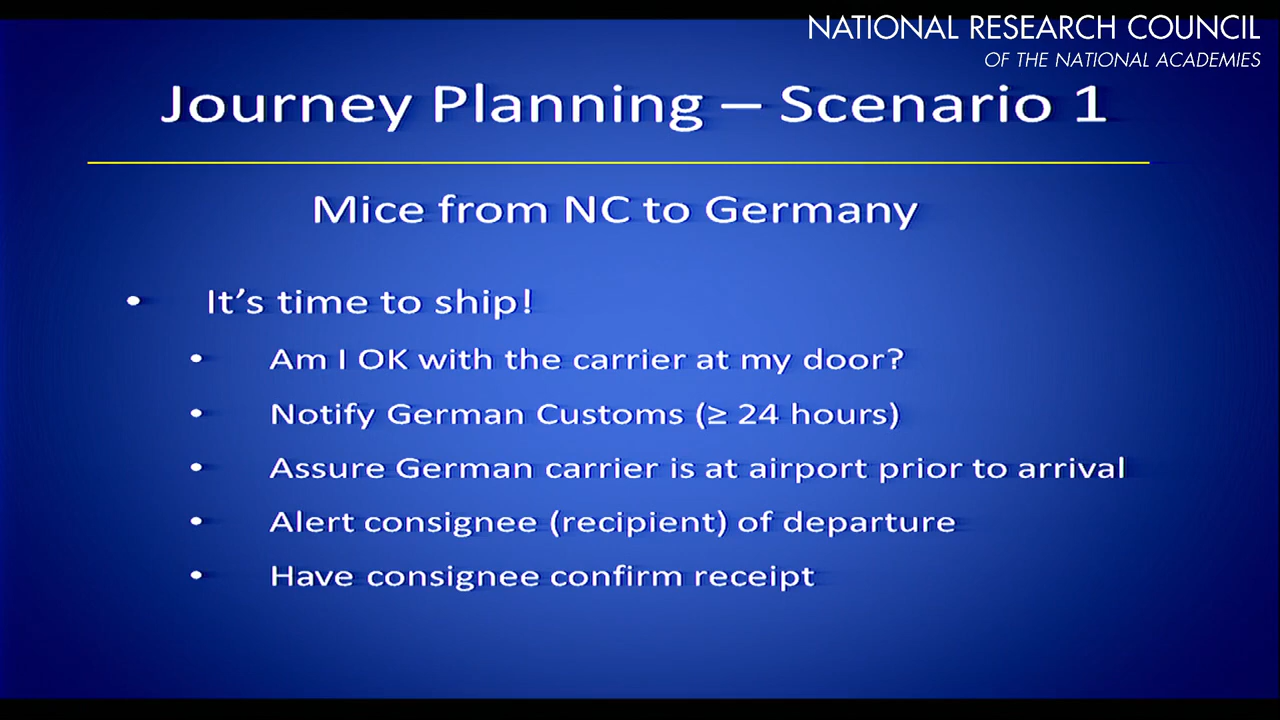 NATIONAL RESEARCH COUNCIL
OF THE NATIONAL ACADEMIES
Journey Planning – Scenario 1
Mice from NC to Germany
• It’s time to ship!
• Am I OK with the carrier at my door?
• Notify German Customs (≥ 24 hours)
• Assure German carrier is at airport prior to arrival
• Alert consignee (recipient) of departure
• Have consignee confirm receipt